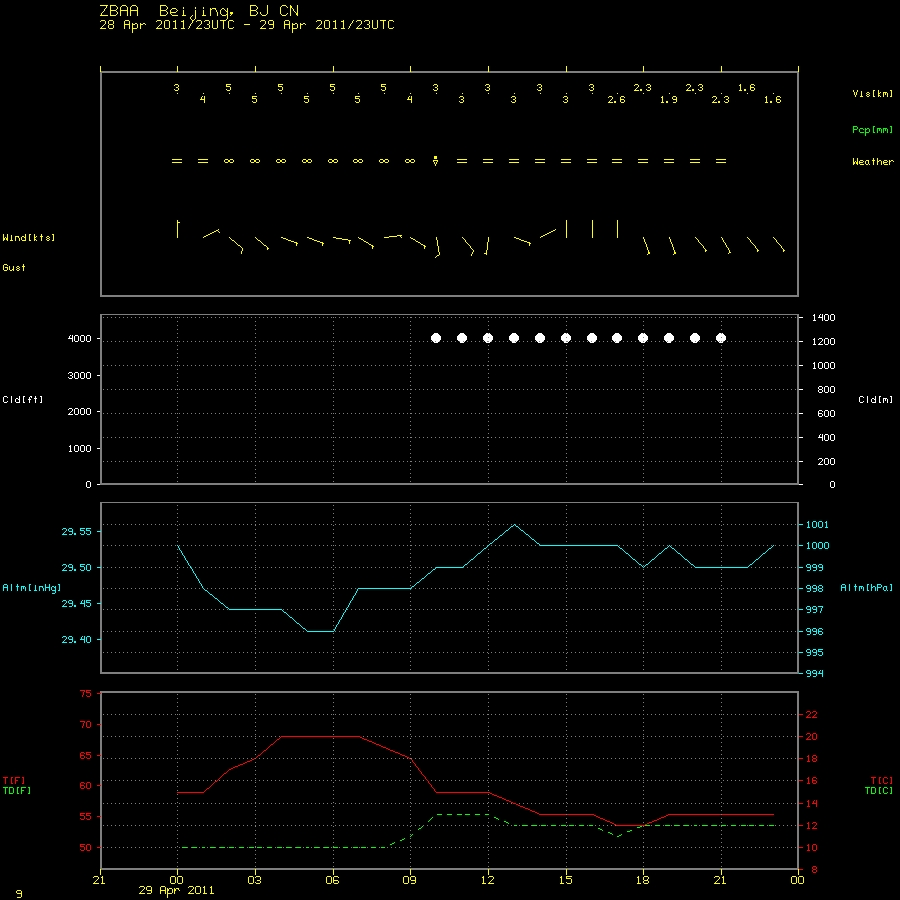 ZBAA Beijing, BJ CN
28 Apr 2011/23UTC - 29 Apr 2011/23UTC
3 5 5 5 5 3 3 3 3 2.3 2.3 1.6
Vis[km]
4 5 5 5 4 3 3 3 2.6 1.9 2.3 1.6
Pcp[mm]
Weather
Wind[kts]
Gust
1400
4000 1200
1000
3000
800
Cld[ft] Cld[m]
2000 600
400
1000
200
0 0
29.55 1001
1000
29.50 999
Altm[inHg] 998 Altm[hPa]
29.45 997
996
29.40
995
994
75
22
70
20
65 18
T[F] 16 T[C]
60
TD[F] TD[C]
14
55
12
50 10
8
21 00 03 06 09 12 15 18 21 00
29 Apr 2011
9